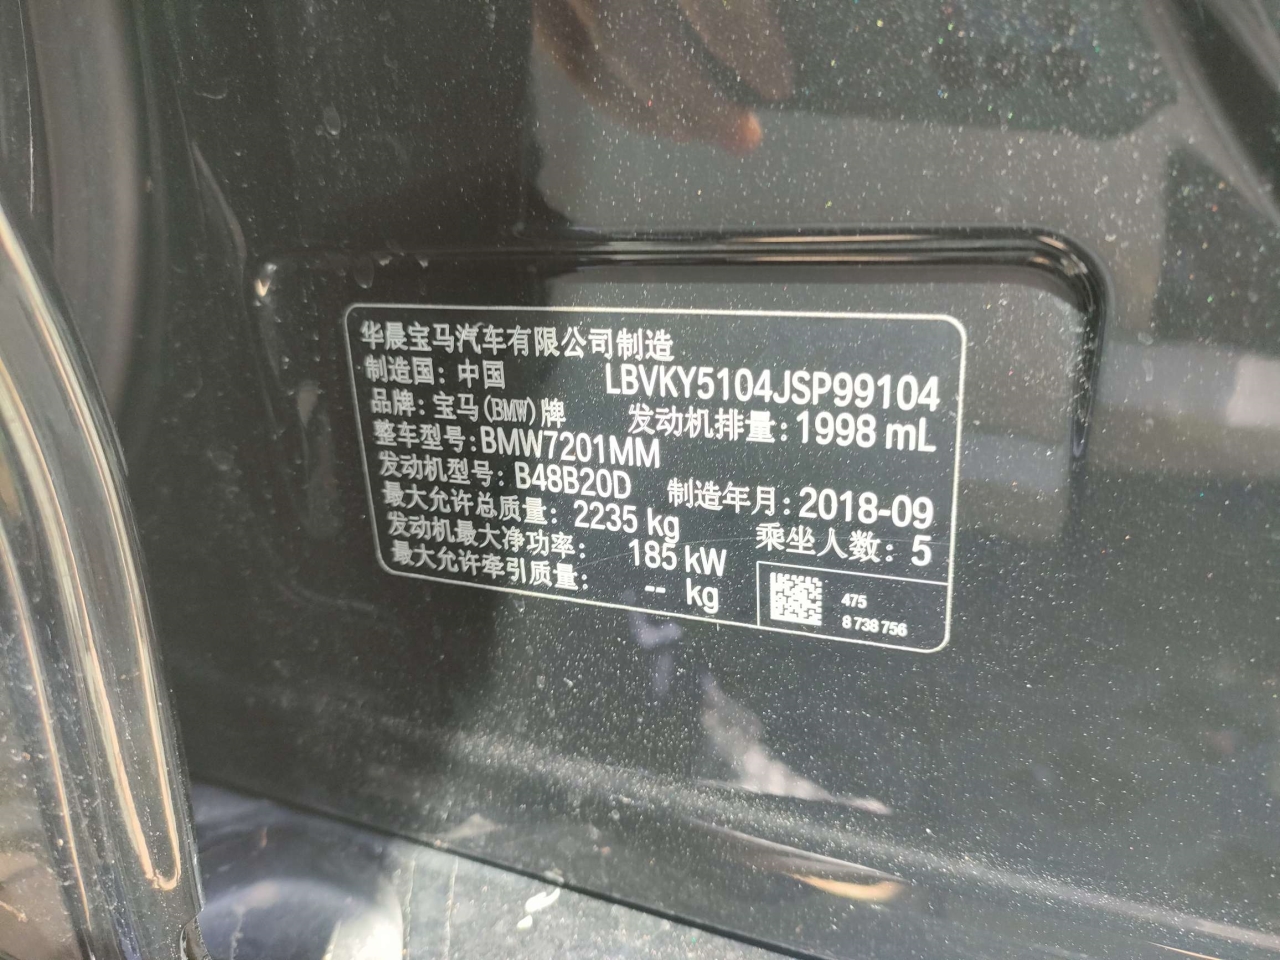 华晨宝马汽车有限公司制造
制造国：中国 LBVKY5104JSP99104
品牌：宝马(BMW)牌 发动机排量：1998 mL
整车型号：BMW7201MM
发动机型号：B48B20D 制造年月：2018-09
最大允许总质量：2235 kg 乘坐人数：5
发动机最大净功率：185 kW
最大允许牵引质量：-- kg
475
8 738 756